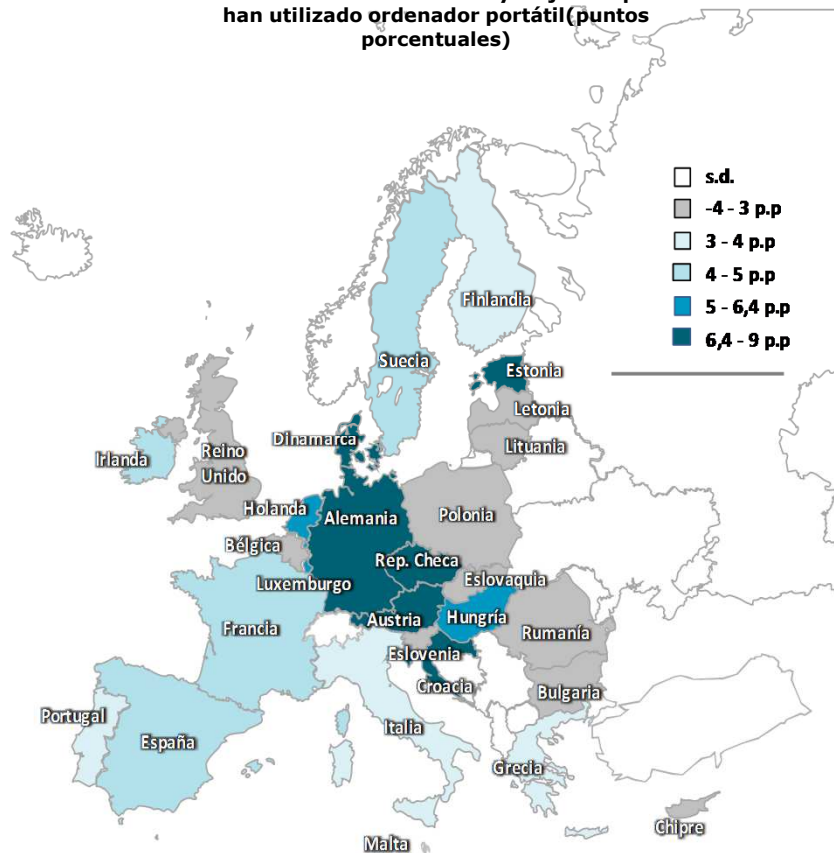 han utilizado ordenador portátil(puntos
porcentuales)
s.d.
-4 - 3 p.p
3 - 4 p.p
4 - 5 p.p
5 - 6,4 p.p
6,4 - 9 p.p
Finlandia
Suecia
Estonia
Letonia
Lituania
Dinamarca
Irlanda
Reino
Unido
Holanda
Alemania
Polonia
Bélgica
Rep. Checa
Eslovaquia
Luxemburgo
Austria
Hungría
Francia
Rumanía
Eslovenia
Croacia
Bulgaria
Portugal
España
Italia
Grecia
Chipre
Malta